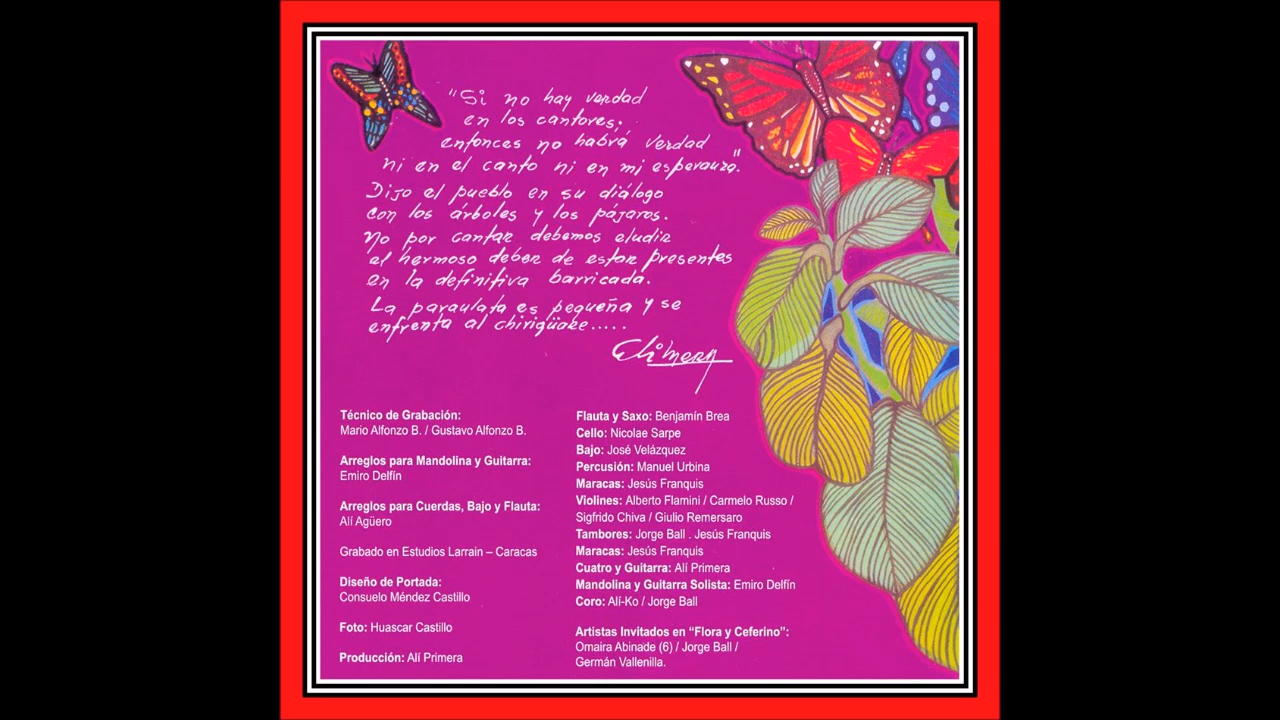 "Si no hay verdad
en los cantores;
entonces no habrá verdad
ni en el canto ni en mi esperanza."
Dijo el pueblo en su diálogo
con los árboles y los pájaros.
No por cantar debemos eludir
el hermoso deber de estar presentes
en la definitiva barricada.
La paraulata es pequeña y se
enfrenta al chirigüare.....
Alí Primera
Técnico de Grabación:
Mario Alfonzo B. / Gustavo Alfonzo B.
Arreglos para Mandolina y Guitarra:
Emiro Delfín
Arreglos para Cuerdas, Bajo y Flauta:
Alí Agüero
Grabado en Estudios Larrain – Caracas
Diseño de Portada:
Consuelo Méndez Castillo
Foto: Huascar Castillo
Producción: Alí Primera
Flauta y Saxo: Benjamín Brea
Cello: Nicolae Sarpe
Bajo: José Velázquez
Percusión: Manuel Urbina
Maracas: Jesús Franquis
Violines: Alberto Flamini / Carmelo Russo /
Sigfrido Chiva / Giulio Remersaro
Tambores: Jorge Ball . Jesús Franquis
Maracas: Jesús Franquis
Cuatro y Guitarra: Alí Primera
Mandolina y Guitarra Solista: Emiro Delfín
Coro: Alí-Ko / Jorge Ball
Artistas Invitados en “Flora y Ceferino”:
Omaira Abinade (6) / Jorge Ball /
Germán Vallenilla.